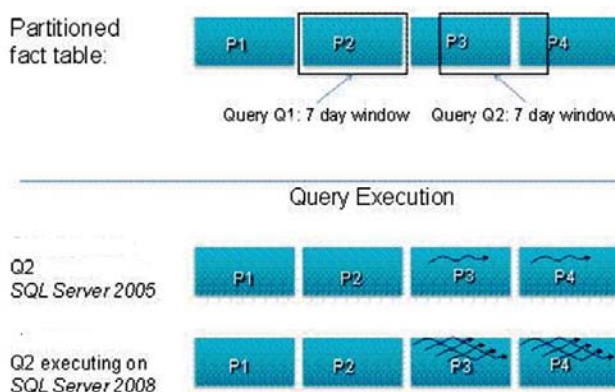 Partitioned
fact table:
P1 P2 P3 P4
Query Q1: 7 day window Query Q2: 7 day window
Query Execution
Q2
SQL Server 2005
P1 P2 P3 P4
Q2 executing on
SQL Server 2008
P1 P2 P3 P4